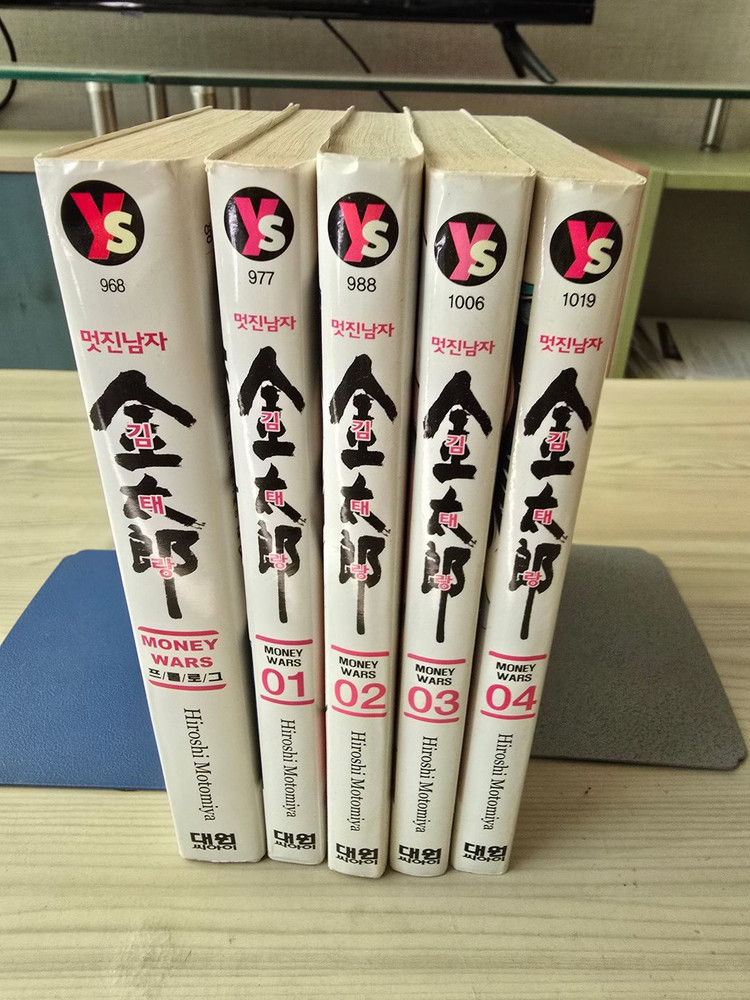 YS
968
멋진남자
金太郎
김태랑
MONEY
WARS
프/롤/로/그
Hiroshi Motomiya
대원
씨아이
YS
977
멋진남자
金太郎
김태랑
MONEY
WARS
01
Hiroshi Motomiya
대원
씨아이
YS
988
멋진남자
金太郎
김태랑
MONEY
WARS
02
Hiroshi Motomiya
대원
씨아이
YS
1006
멋진남자
金太郎
김태랑
MONEY
WARS
03
Hiroshi Motomiya
대원
씨아이
YS
1019
멋진남자
金太郎
김태랑
MONEY
WARS
04
Hiroshi Motomiya
대원
씨아이